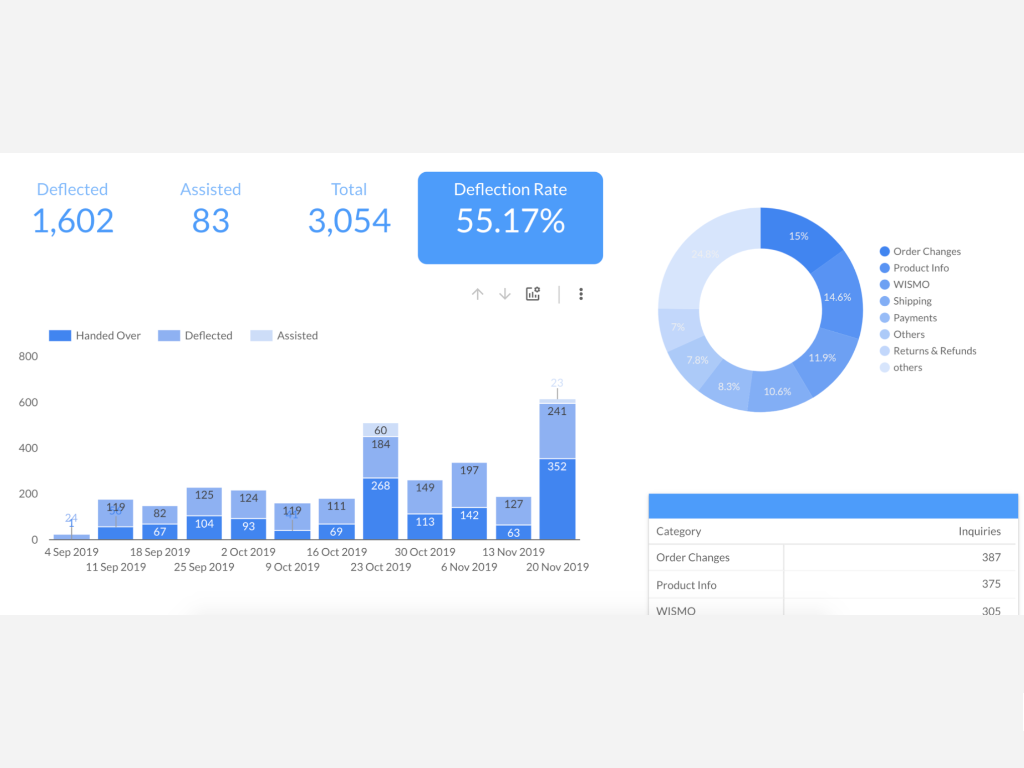 Deflected
1,602
Assisted
83
Total
3,054
Deflection Rate
55.17%
Handed Over
Deflected
Assisted
800
600
400
200
0
24
1
119
82
67
125
104
124
93
119
111
69
60
184
268
149
113
197
142
127
63
23
241
352
4 Sep 2019
11 Sep 2019
18 Sep 2019
25 Sep 2019
2 Oct 2019
9 Oct 2019
16 Oct 2019
23 Oct 2019
30 Oct 2019
6 Nov 2019
13 Nov 2019
20 Nov 2019
15%
14.6%
11.9%
10.6%
8.3%
7.8%
7%
24.8%
Order Changes
Product Info
WISMO
Shipping
Payments
Others
Returns & Refunds
others
Category Inquiries
Order Changes 387
Product Info 375
WISMO 305